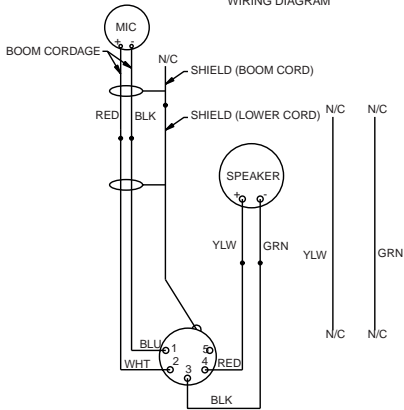 WIRING DIAGRAM
MIC
+ -
BOOM CORDAGE
N/C
SHIELD (BOOM CORD)
RED BLK
SHIELD (LOWER CORD)
N/C N/C
SPEAKER
+ -
YLW GRN
YLW GRN
N/C N/C
BLU 1 5
WHT 2 3 4 RED
BLK